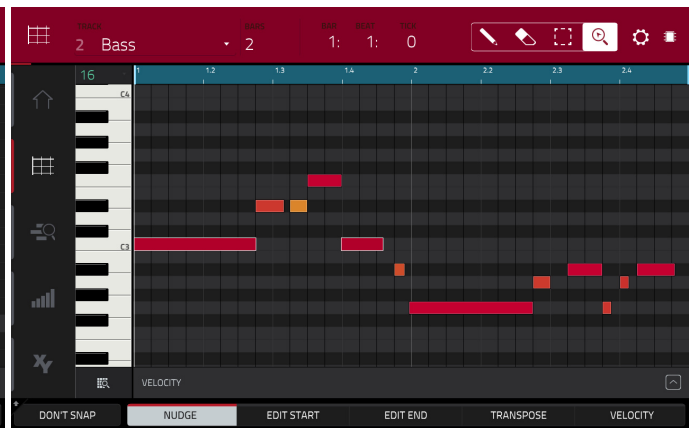 TRACK BARS BAR BEAT TICK
2 Bass 2 1: 1: 0
16 1 1.2 1.3 1.4 2 2.2 2.3 2.4
C4
C3
XY
VELOCITY
DON'T SNAP NUDGE EDIT START EDIT END TRANSPOSE VELOCITY